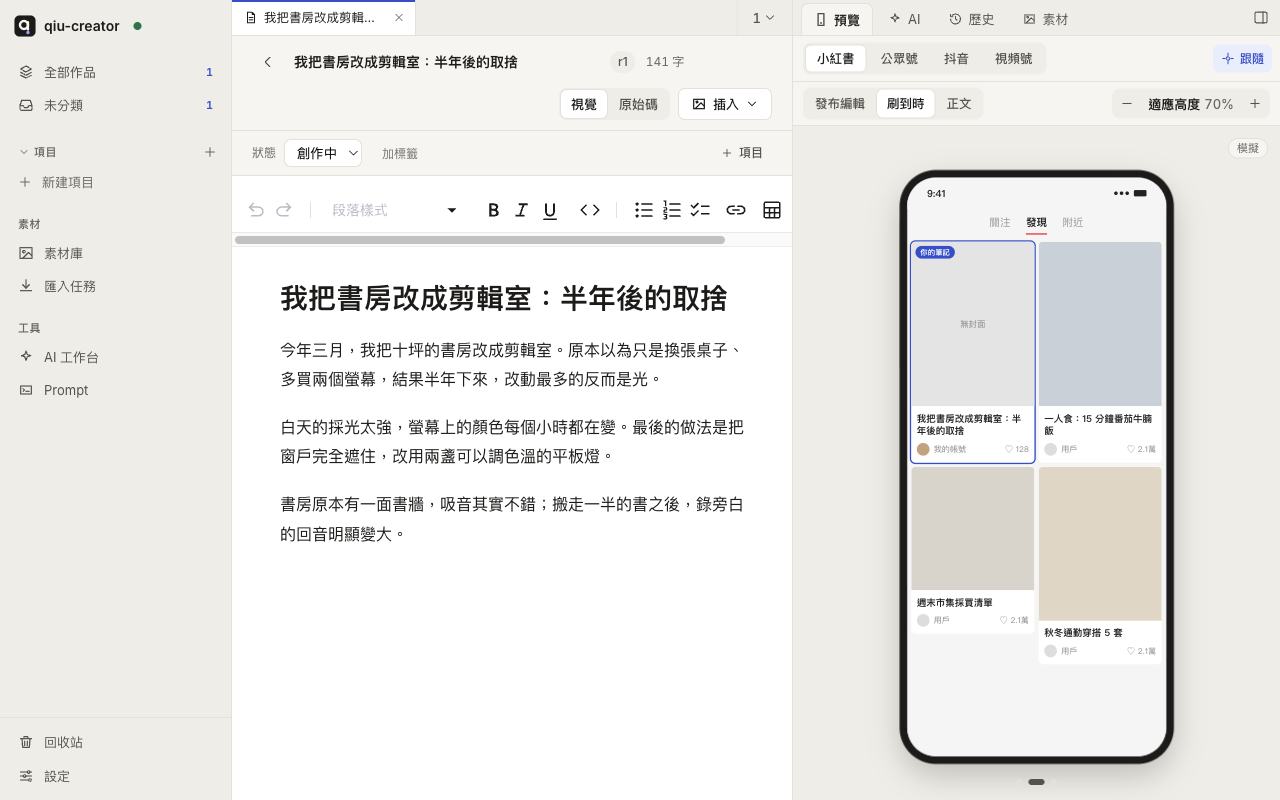 qiu-creator
全部作品 1
未分類 1
項目
新建項目
素材
素材庫
匯入任務
工具
AI 工作台
Prompt
回收站
設定
我把書房改成剪輯...
1
我把書房改成剪輯室：半年後的取捨
r1 141 字
視覺 原始碼 插入
狀態 創作中 加標籤 項目
段落樣式
我把書房改成剪輯室：半年後的取捨
今年三月，我把十坪的書房改成剪輯室。原本以為只是換張桌子、
多買兩個螢幕，結果半年下來，改動最多的反而是光。
白天的採光太強，螢幕上的顏色每個小時都在變。最後的做法是把
窗戶完全遮住，改用兩盞可以調色溫的平板燈。
書房原本有一面書牆，吸音其實不錯；搬走一半的書之後，錄旁白
的回音明顯變大。
預覽 AI 歷史 素材
小紅書 公眾號 抖音 視頻號 跟隨
發布編輯 刷到時 正文 適應高度 70%
模擬
9:41
關注 發現 附近
你的筆記
無封面
我把書房改成剪輯室：半
年後的取捨
我的帳號 128
一人食：15 分鐘番茄牛腩
飯
用戶 2.1萬
週末市集採買清單
用戶 2.1萬
秋冬通勤穿搭 5 套
用戶 2.1萬